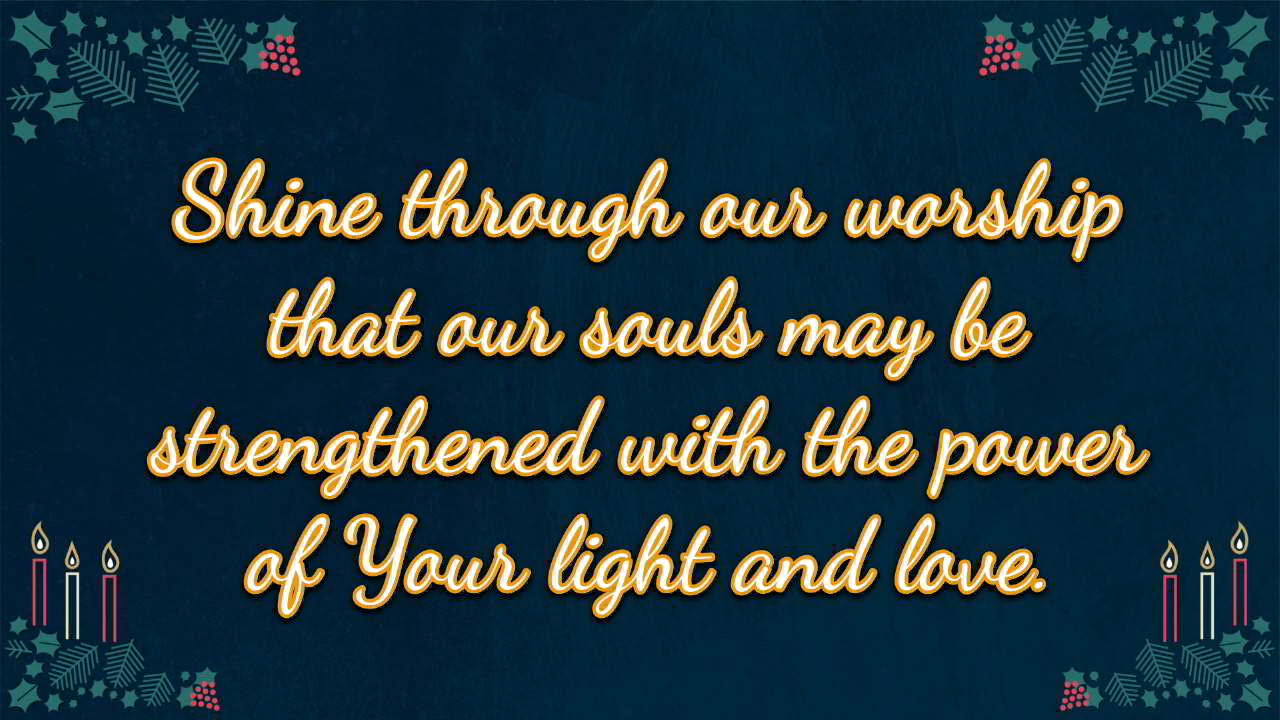 Shine through our worship
that our souls may be
strengthened with the power
of Your light and love.